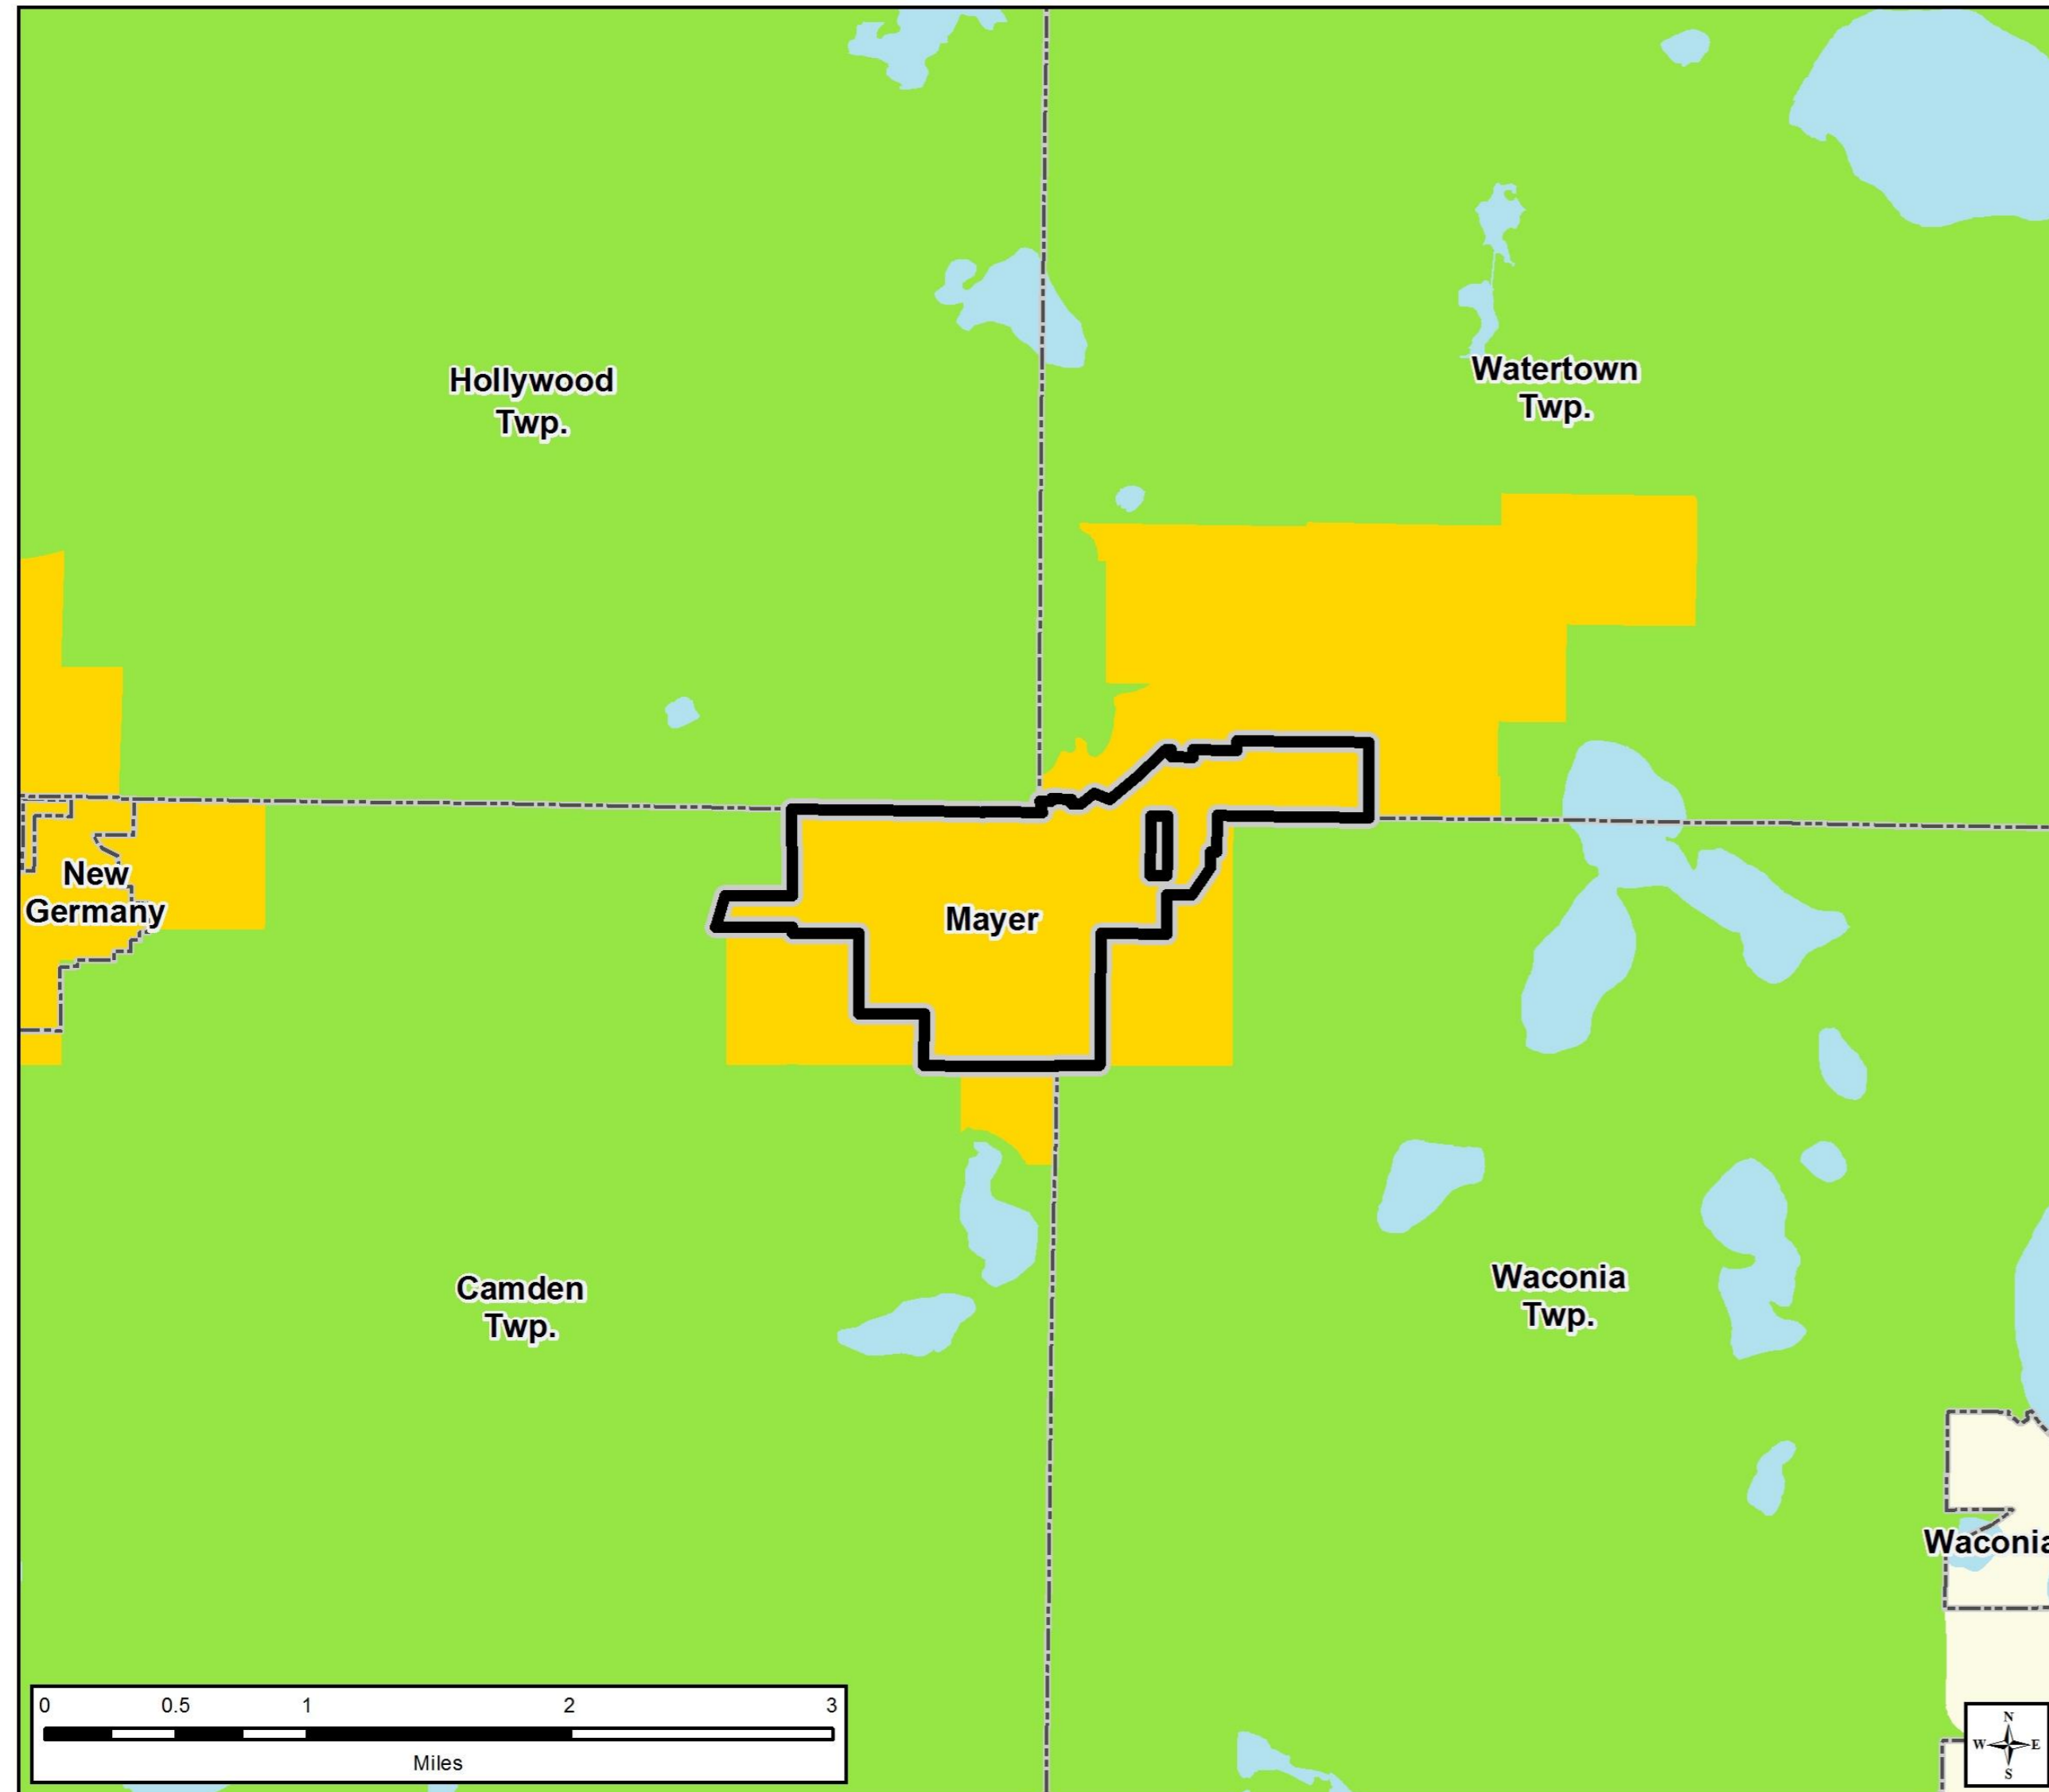 Hollywood
Twp.
Watertown
Twp.
New
Germany
Mayer
Camden
Twp.
Waconia
Twp.
Waconia
0 0.5 1 2 3
Miles
N
W E
S